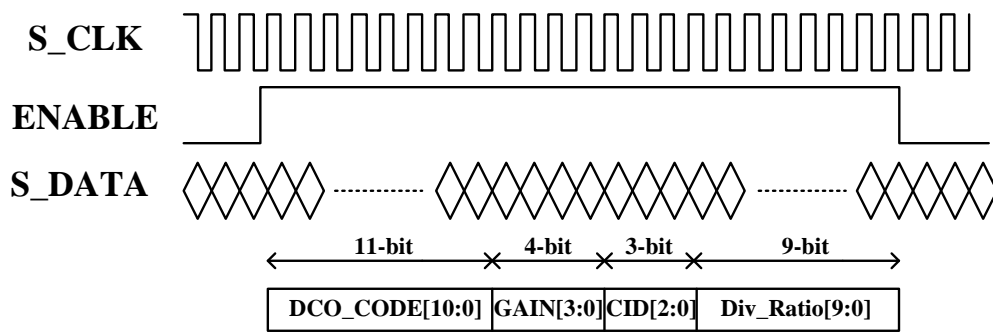 S_CLK
ENABLE
S_DATA
11-bit 4-bit 3-bit 9-bit
DCO_CODE[10:0] GAIN[3:0] CID[2:0] Div_Ratio[9:0]